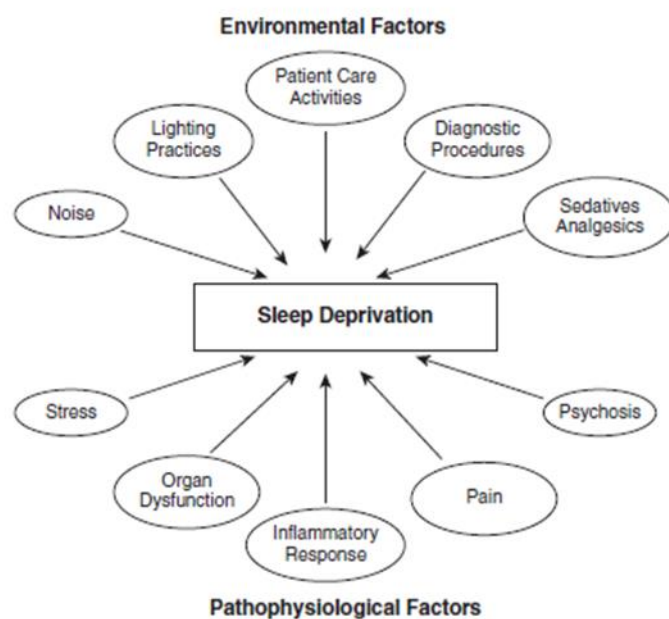 Environmental Factors
Patient Care
Activities
Lighting
Practices
Diagnostic
Procedures
Noise
Sedatives
Analgesics
Sleep Deprivation
Stress
Psychosis
Organ
Dysfunction
Pain
Inflammatory
Response
Pathophysiological Factors